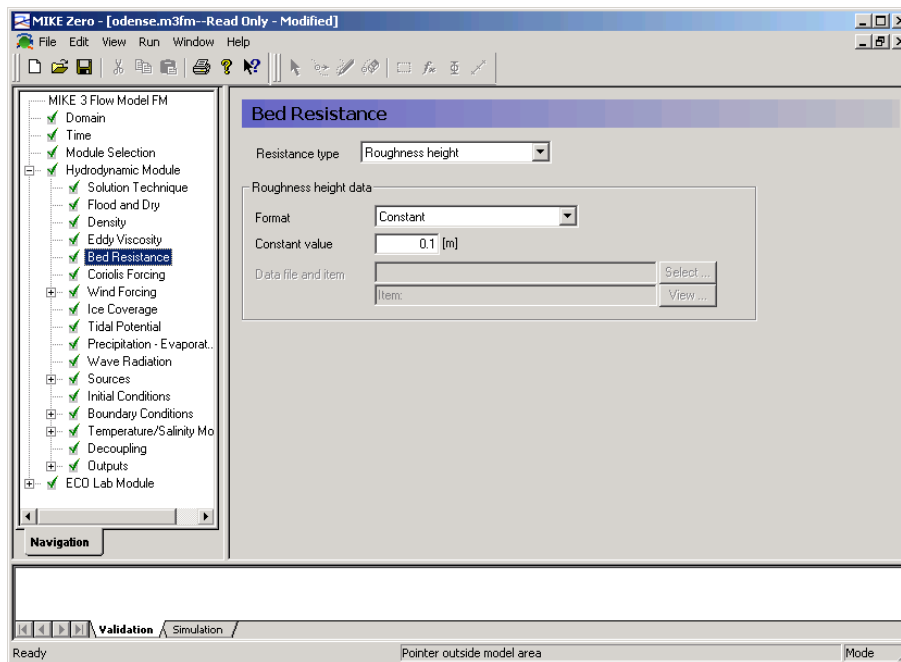 MIKE Zero - [odense.m3fm--Read Only - Modified]
File Edit View Run Window Help
MIKE 3 Flow Model FM
Domain
Time
Module Selection
Hydrodynamic Module
Solution Technique
Flood and Dry
Density
Eddy Viscosity
Bed Resistance
Coriolis Forcing
Wind Forcing
Ice Coverage
Tidal Potential
Precipitation - Evaporat..
Wave Radiation
Sources
Initial Conditions
Boundary Conditions
Temperature/Salinity Mo
Decoupling
Outputs
ECO Lab Module
Navigation
Bed Resistance
Resistance type Roughness height
Roughness height data
Format Constant
Constant value 0.1 [m]
Data file and item Select ...
Item: View ...
Validation Simulation
Ready Pointer outside model area Mode